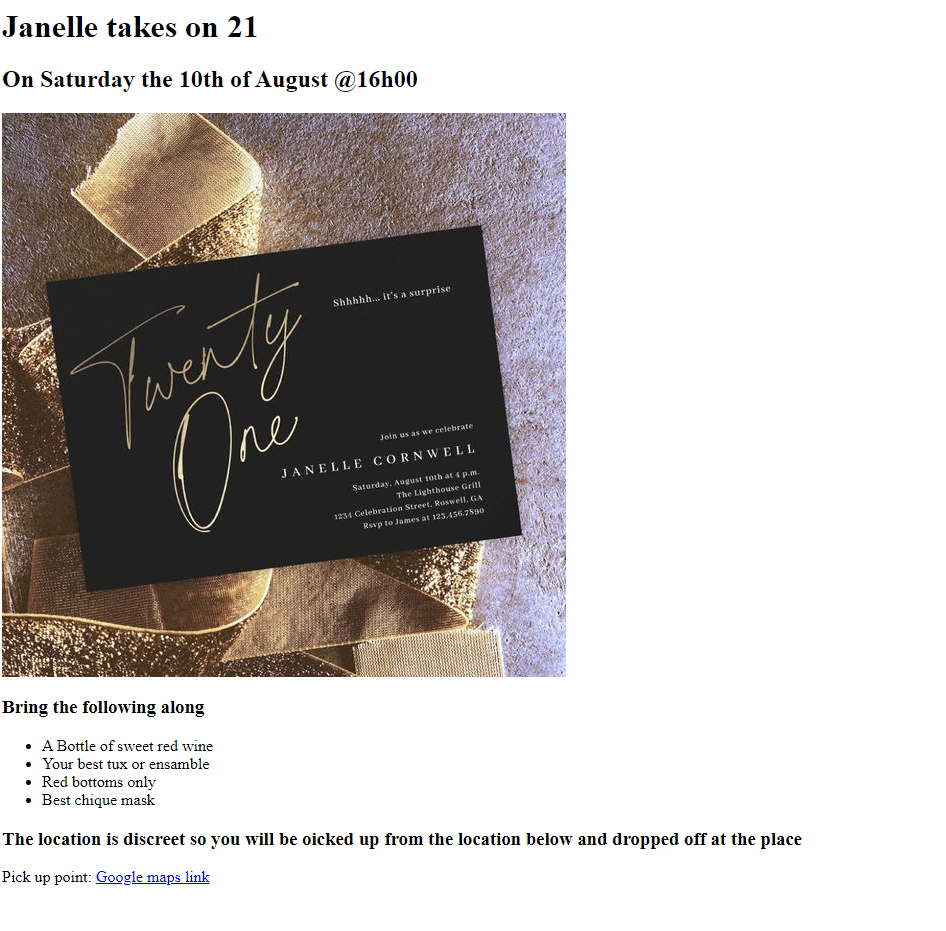 Janelle takes on 21
On Saturday the 10th of August @16h00
Twenty
One
Shhhhh... it's a surprise
Join us as we celebrate
JANELLE CORNWELL
Saturday, August 10th at 4 p.m.
The Lighthouse Grill
1234 Celebration Street, Roswell, GA
Rsvp to James at 123.456.7890
Bring the following along
• A Bottle of sweet red wine
• Your best tux or ensamble
• Red bottoms only
• Best chique mask
The location is discreet so you will be oicked up from the location below and dropped off at the place
Pick up point: Google maps link